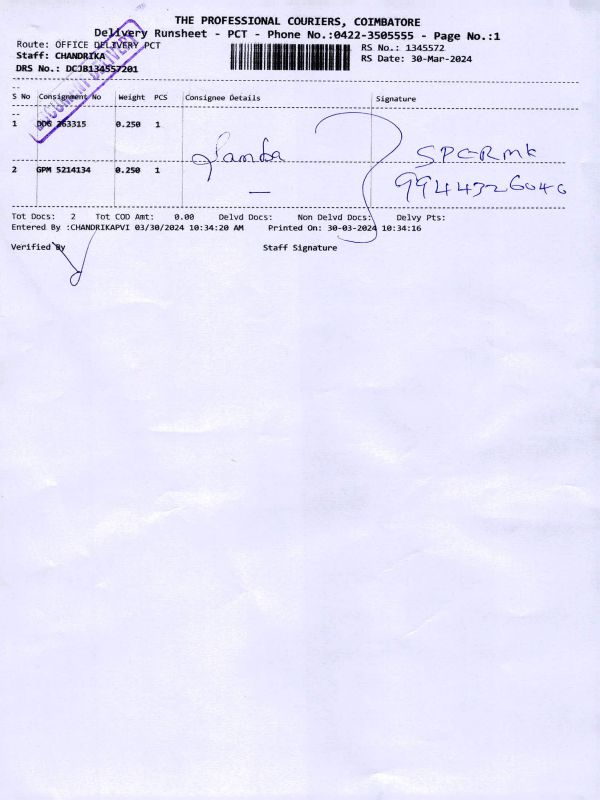 THE PROFESSIONAL COURIERS, COIMBATORE
Delivery Runsheet - PCT - Phone No.:0422-3505555 - Page No.:1
Route: OFFICE DELIVERY PCT
RS No.: 1345572
Staff: CHANDRIKA
RS Date: 30-Mar-2024
DRS No.: DCJB134557201
S No Consignment No Weight PCS Consignee Details Signature
1 DDG 263315 0.250 1
2 GPM 5214134 0.250 1
Tot Docs: 2 Tot COD Amt: 0.00 Delvd Docs: Non Delvd Docs: Delvy Pts:
Entered By :CHANDRIKAPVI 03/30/2024 10:34:20 AM Printed On: 30-03-2024 10:34:16
Verified By Staff Signature